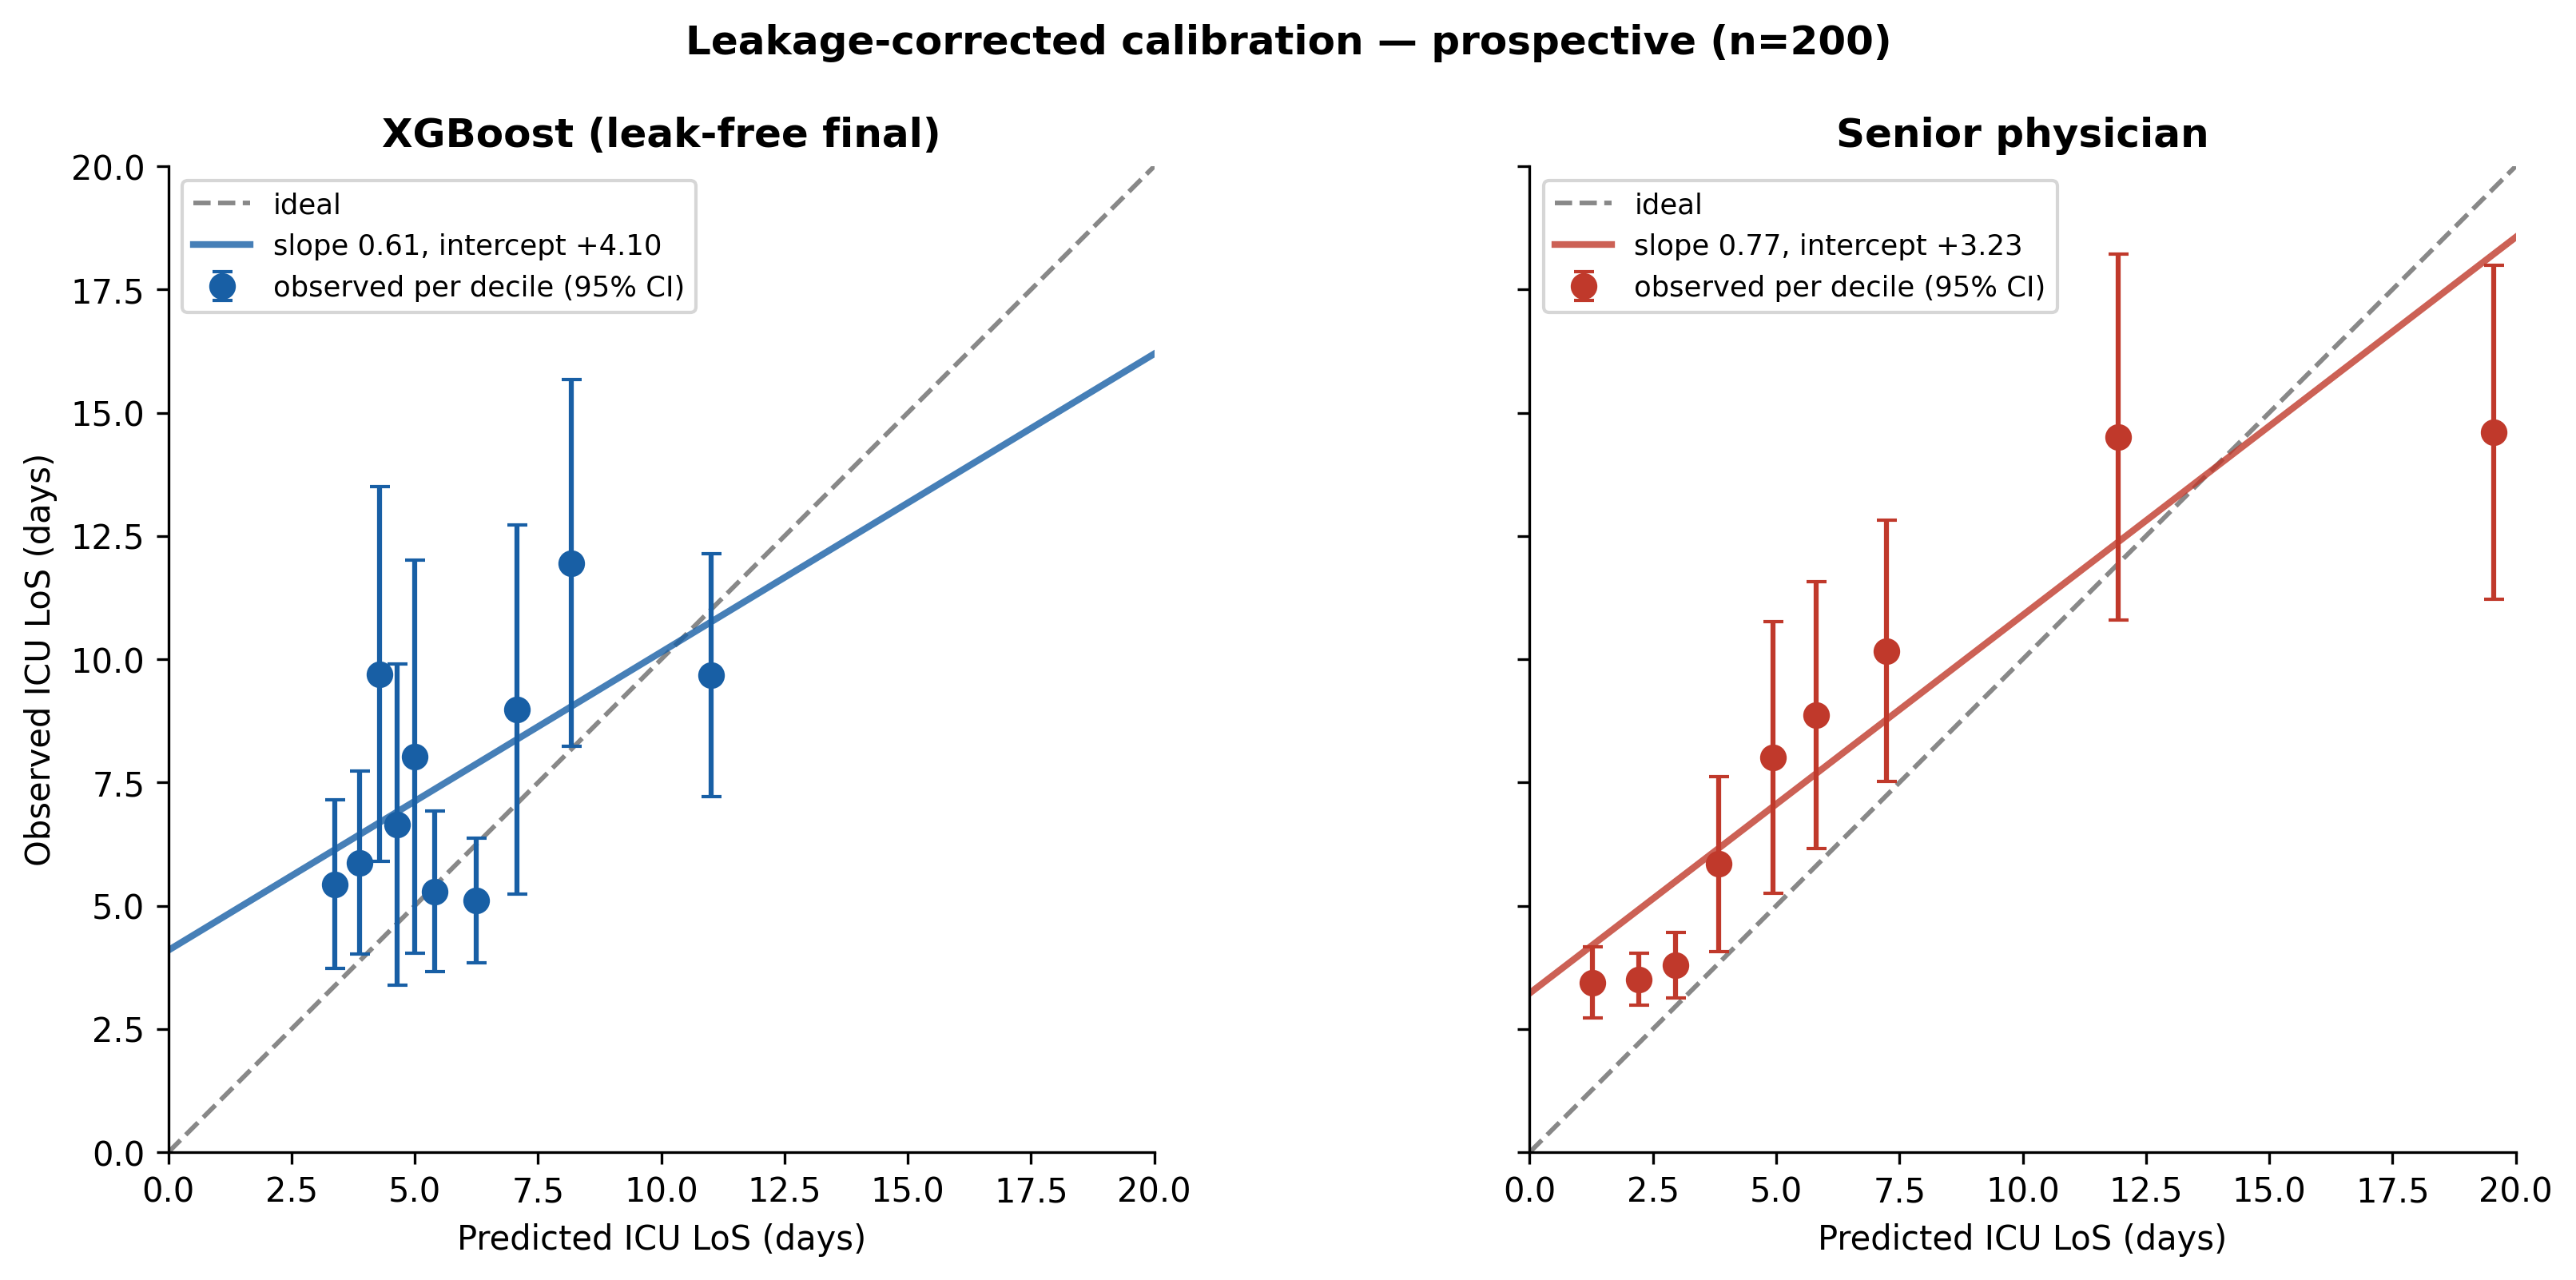 Leakage-corrected calibration — prospective (n=200)
XGBoost (leak-free final)
ideal
slope 0.61, intercept +4.10
observed per decile (95% CI)
Observed ICU LoS (days)
20.0
17.5
15.0
12.5
10.0
7.5
5.0
2.5
0.0
0.0 2.5 5.0 7.5 10.0 12.5 15.0 17.5 20.0
Predicted ICU LoS (days)
Senior physician
ideal
slope 0.77, intercept +3.23
observed per decile (95% CI)
0.0 2.5 5.0 7.5 10.0 12.5 15.0 17.5 20.0
Predicted ICU LoS (days)